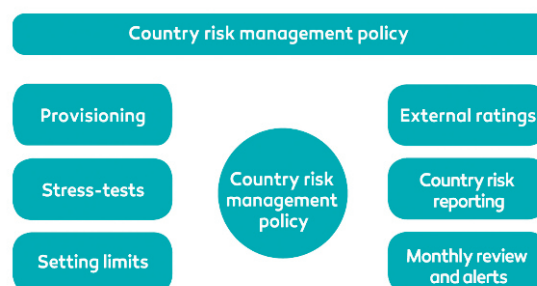 Country risk management policy
Provisioning
External ratings
Country risk
management
policy
Stress-tests
Country risk
reporting
Setting limits
Monthly review
and alerts